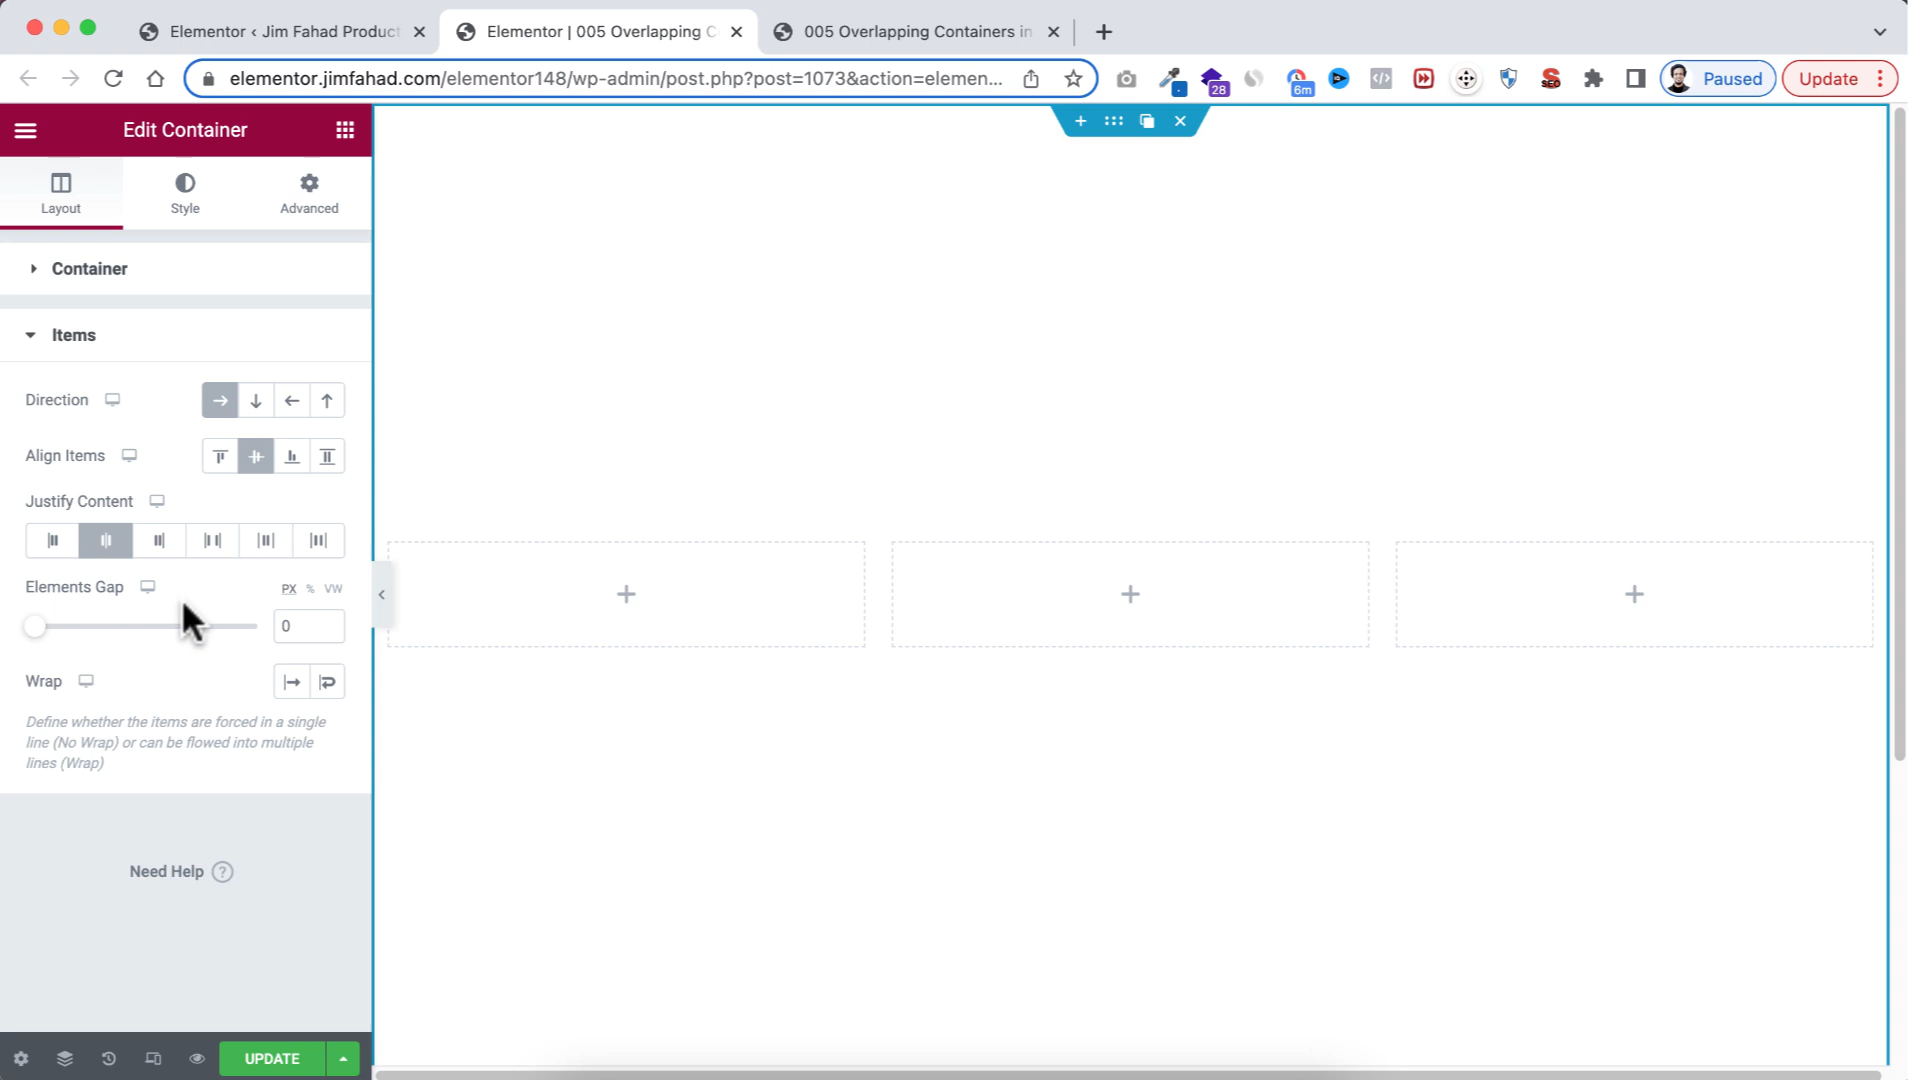 Elementor ‹ Jim Fahad Product
Elementor | 005 Overlapping C
005 Overlapping Containers in
elementor.jimfahad.com/elementor148/wp-admin/post.php?post=1073&action=elemen...
28
6m
SEO
Paused
Update
Edit Container
Layout
Style
Advanced
Container
Items
Direction
Align Items
Justify Content
Elements Gap
PX % VW
0
Wrap
Define whether the items are forced in a single
line (No Wrap) or can be flowed into multiple
lines (Wrap)
Need Help ?
UPDATE